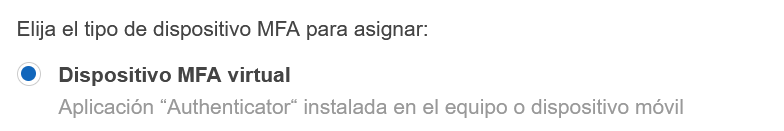 Elija el tipo de dispositivo MFA para asignar:
Dispositivo MFA virtual
Aplicación “Authenticator“ instalada en el equipo o dispositivo móvil